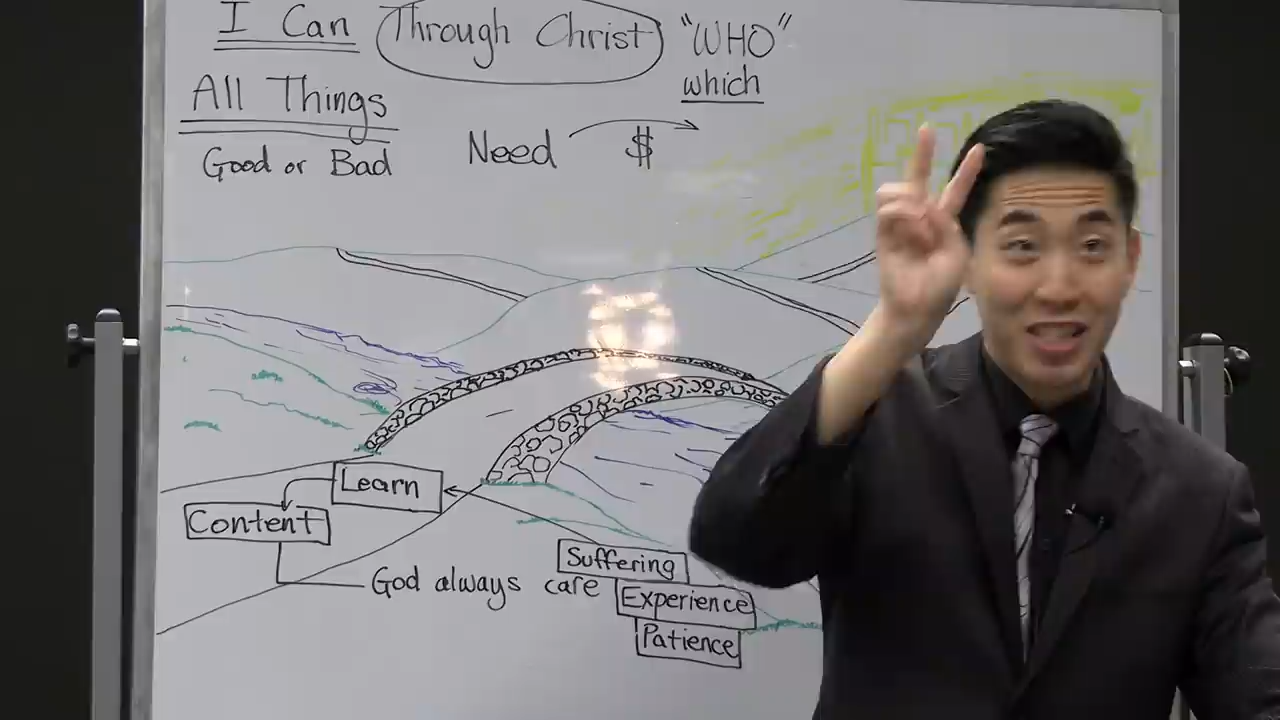 I Can Through Christ "WHO"
which
All Things
Good or Bad
Need $
Learn
Content
God always care
Suffering
Experience
Patience